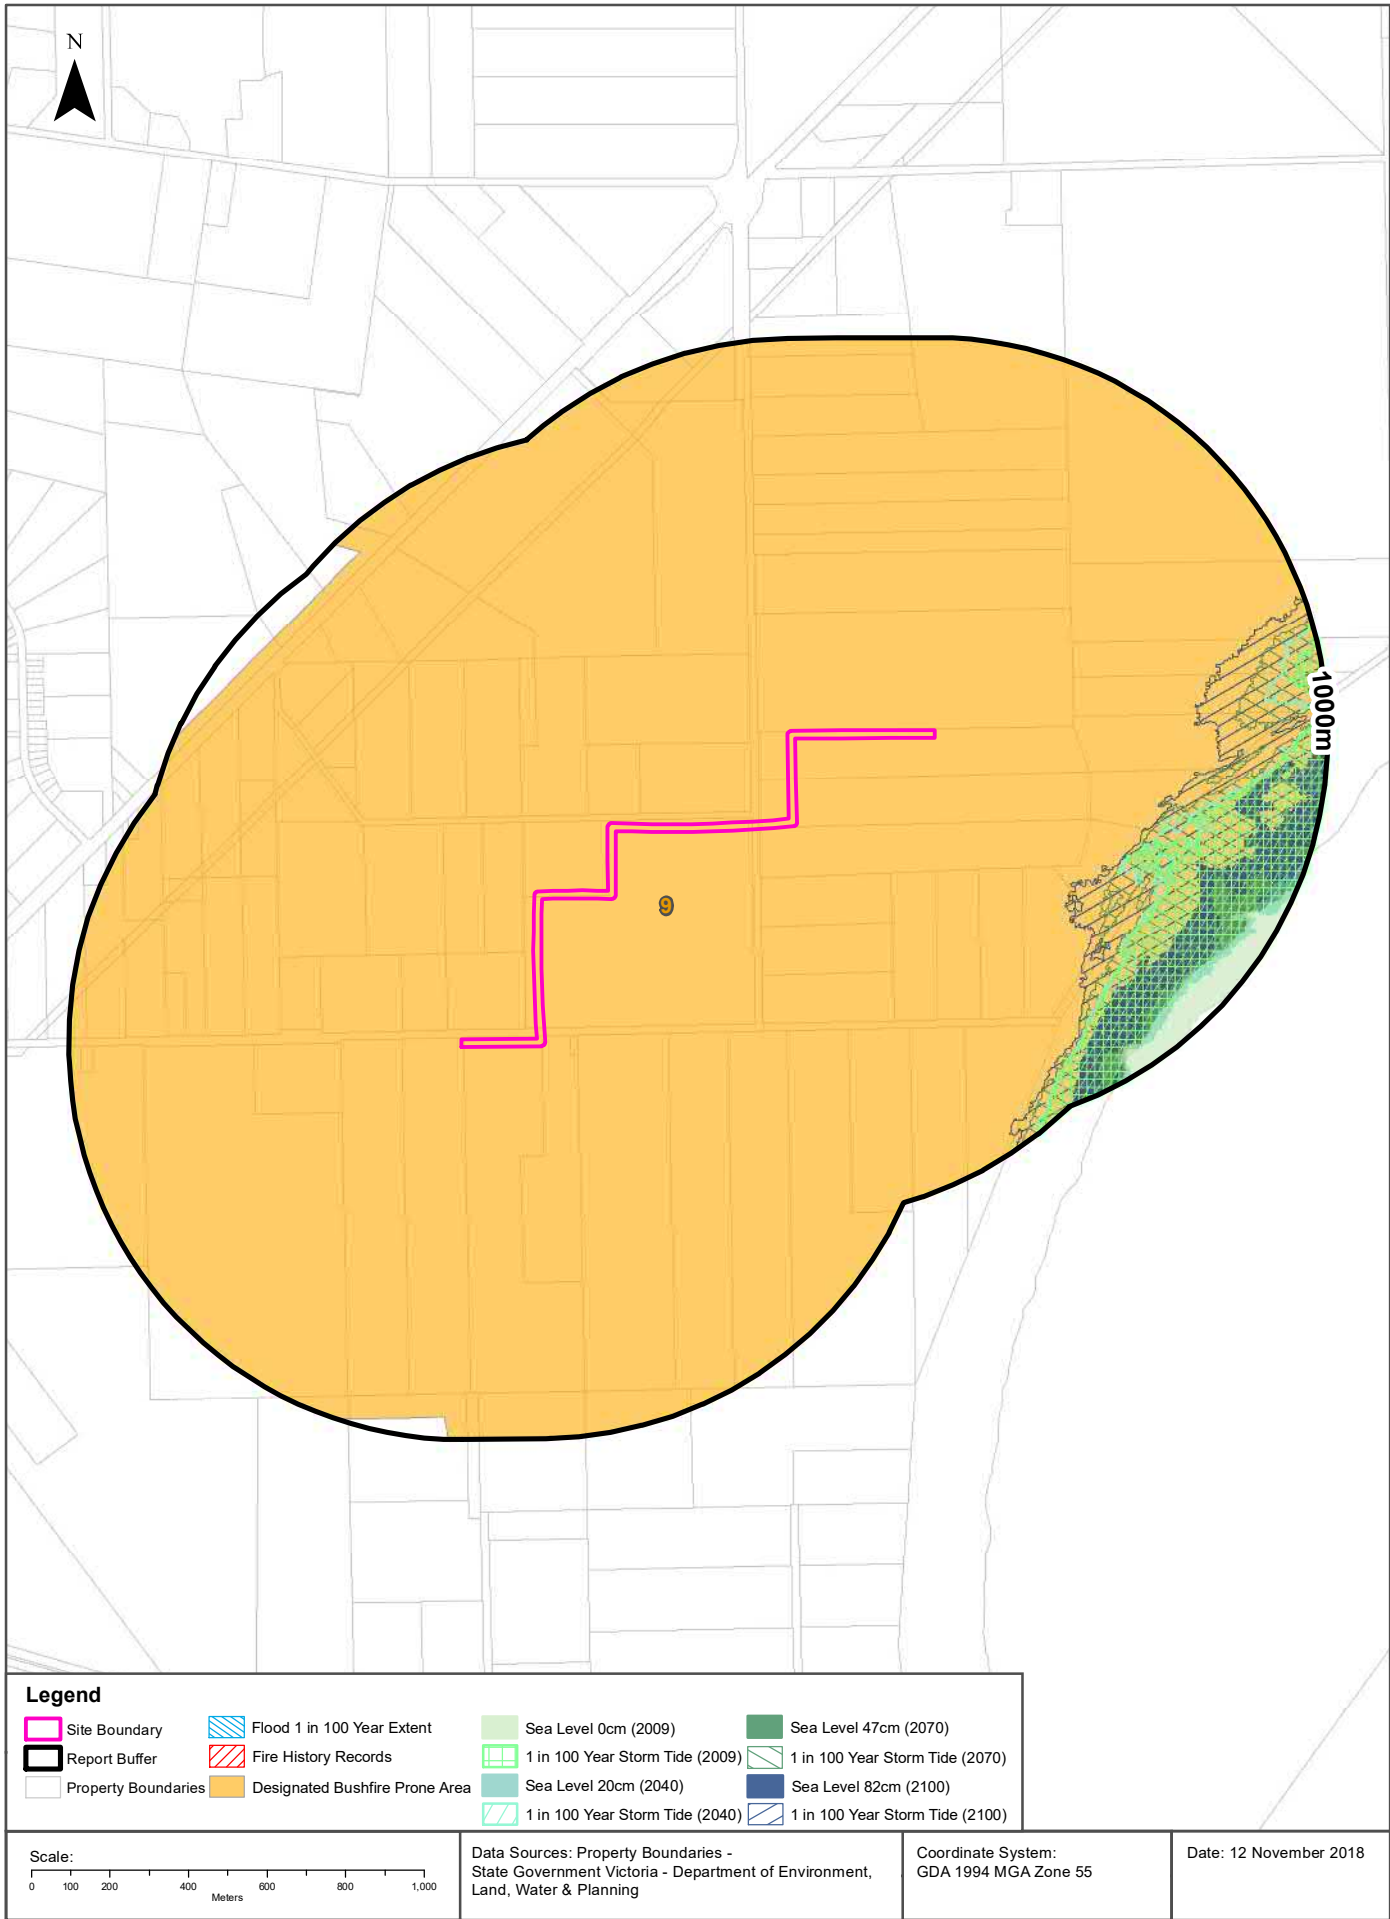 N
1000m
9
Legend
Site Boundary
Report Buffer
Property Boundaries
Flood 1 in 100 Year Extent
Fire History Records
Designated Bushfire Prone Area
Sea Level 0cm (2009)
1 in 100 Year Storm Tide (2009)
Sea Level 20cm (2040)
1 in 100 Year Storm Tide (2040)
Sea Level 47cm (2070)
1 in 100 Year Storm Tide (2070)
Sea Level 82cm (2100)
1 in 100 Year Storm Tide (2100)
Scale:
0 100 200 400 600 800 1,000
Meters
Data Sources: Property Boundaries -
State Government Victoria - Department of Environment,
Land, Water & Planning
Coordinate System:
GDA 1994 MGA Zone 55
Date: 12 November 2018